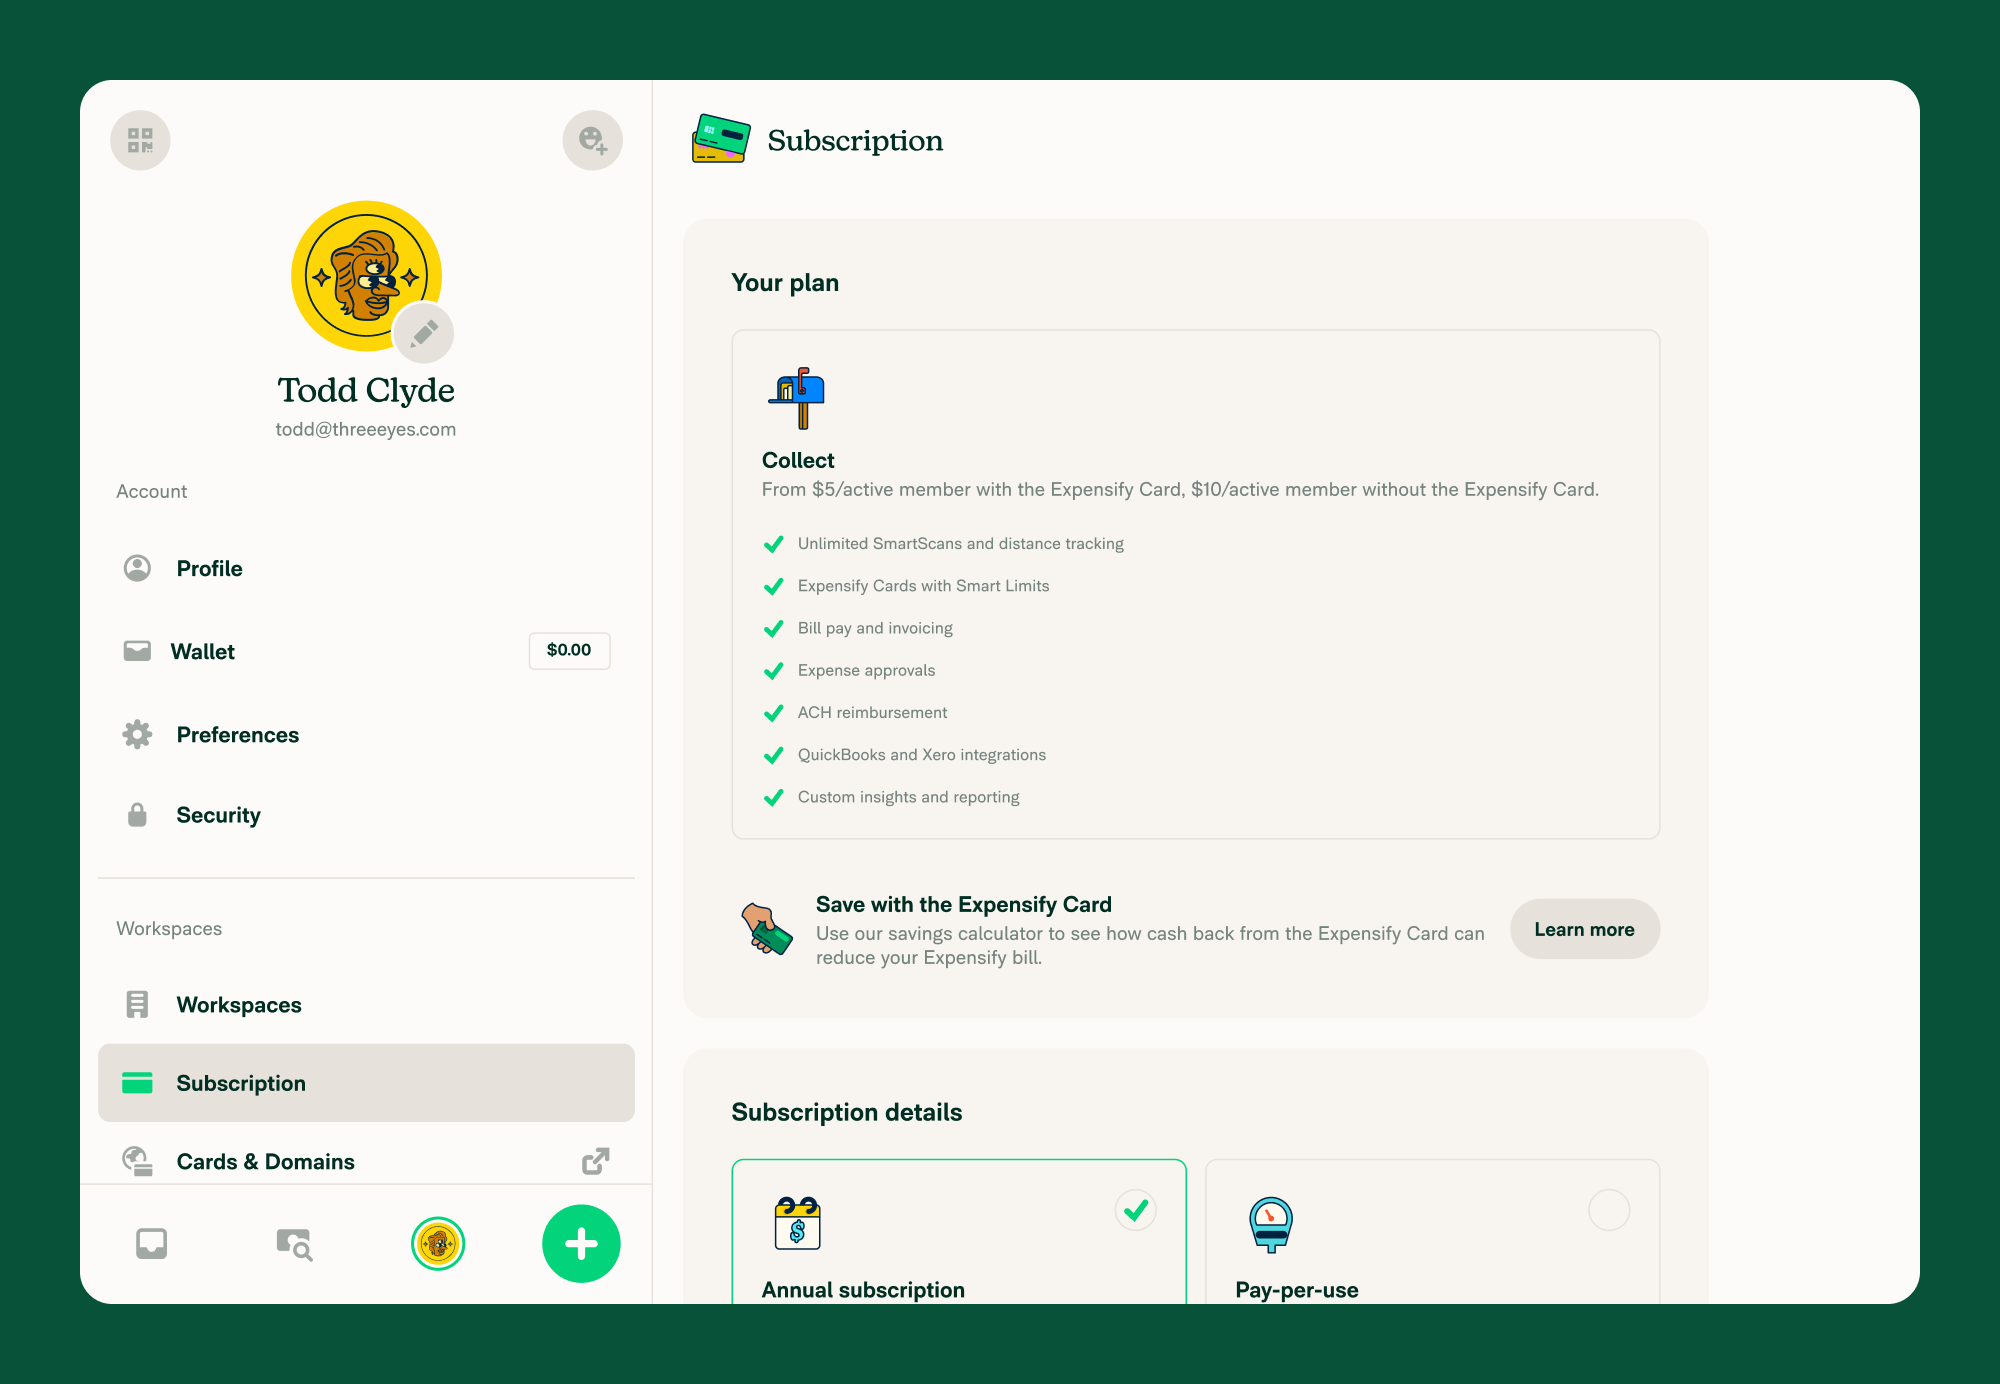 Todd Clyde
todd@threeeyes.com
Account
Profile
Wallet
$0.00
Preferences
Security
Workspaces
Workspaces
Subscription
Cards & Domains
Subscription
Your plan
Collect
From $5/active member with the Expensify Card, $10/active member without the Expensify Card.
Unlimited SmartScans and distance tracking
Expensify Cards with Smart Limits
Bill pay and invoicing
Expense approvals
ACH reimbursement
QuickBooks and Xero integrations
Custom insights and reporting
Save with the Expensify Card
Use our savings calculator to see how cash back from the Expensify Card can
reduce your Expensify bill.
Learn more
Subscription details
$
Annual subscription
Pay-per-use